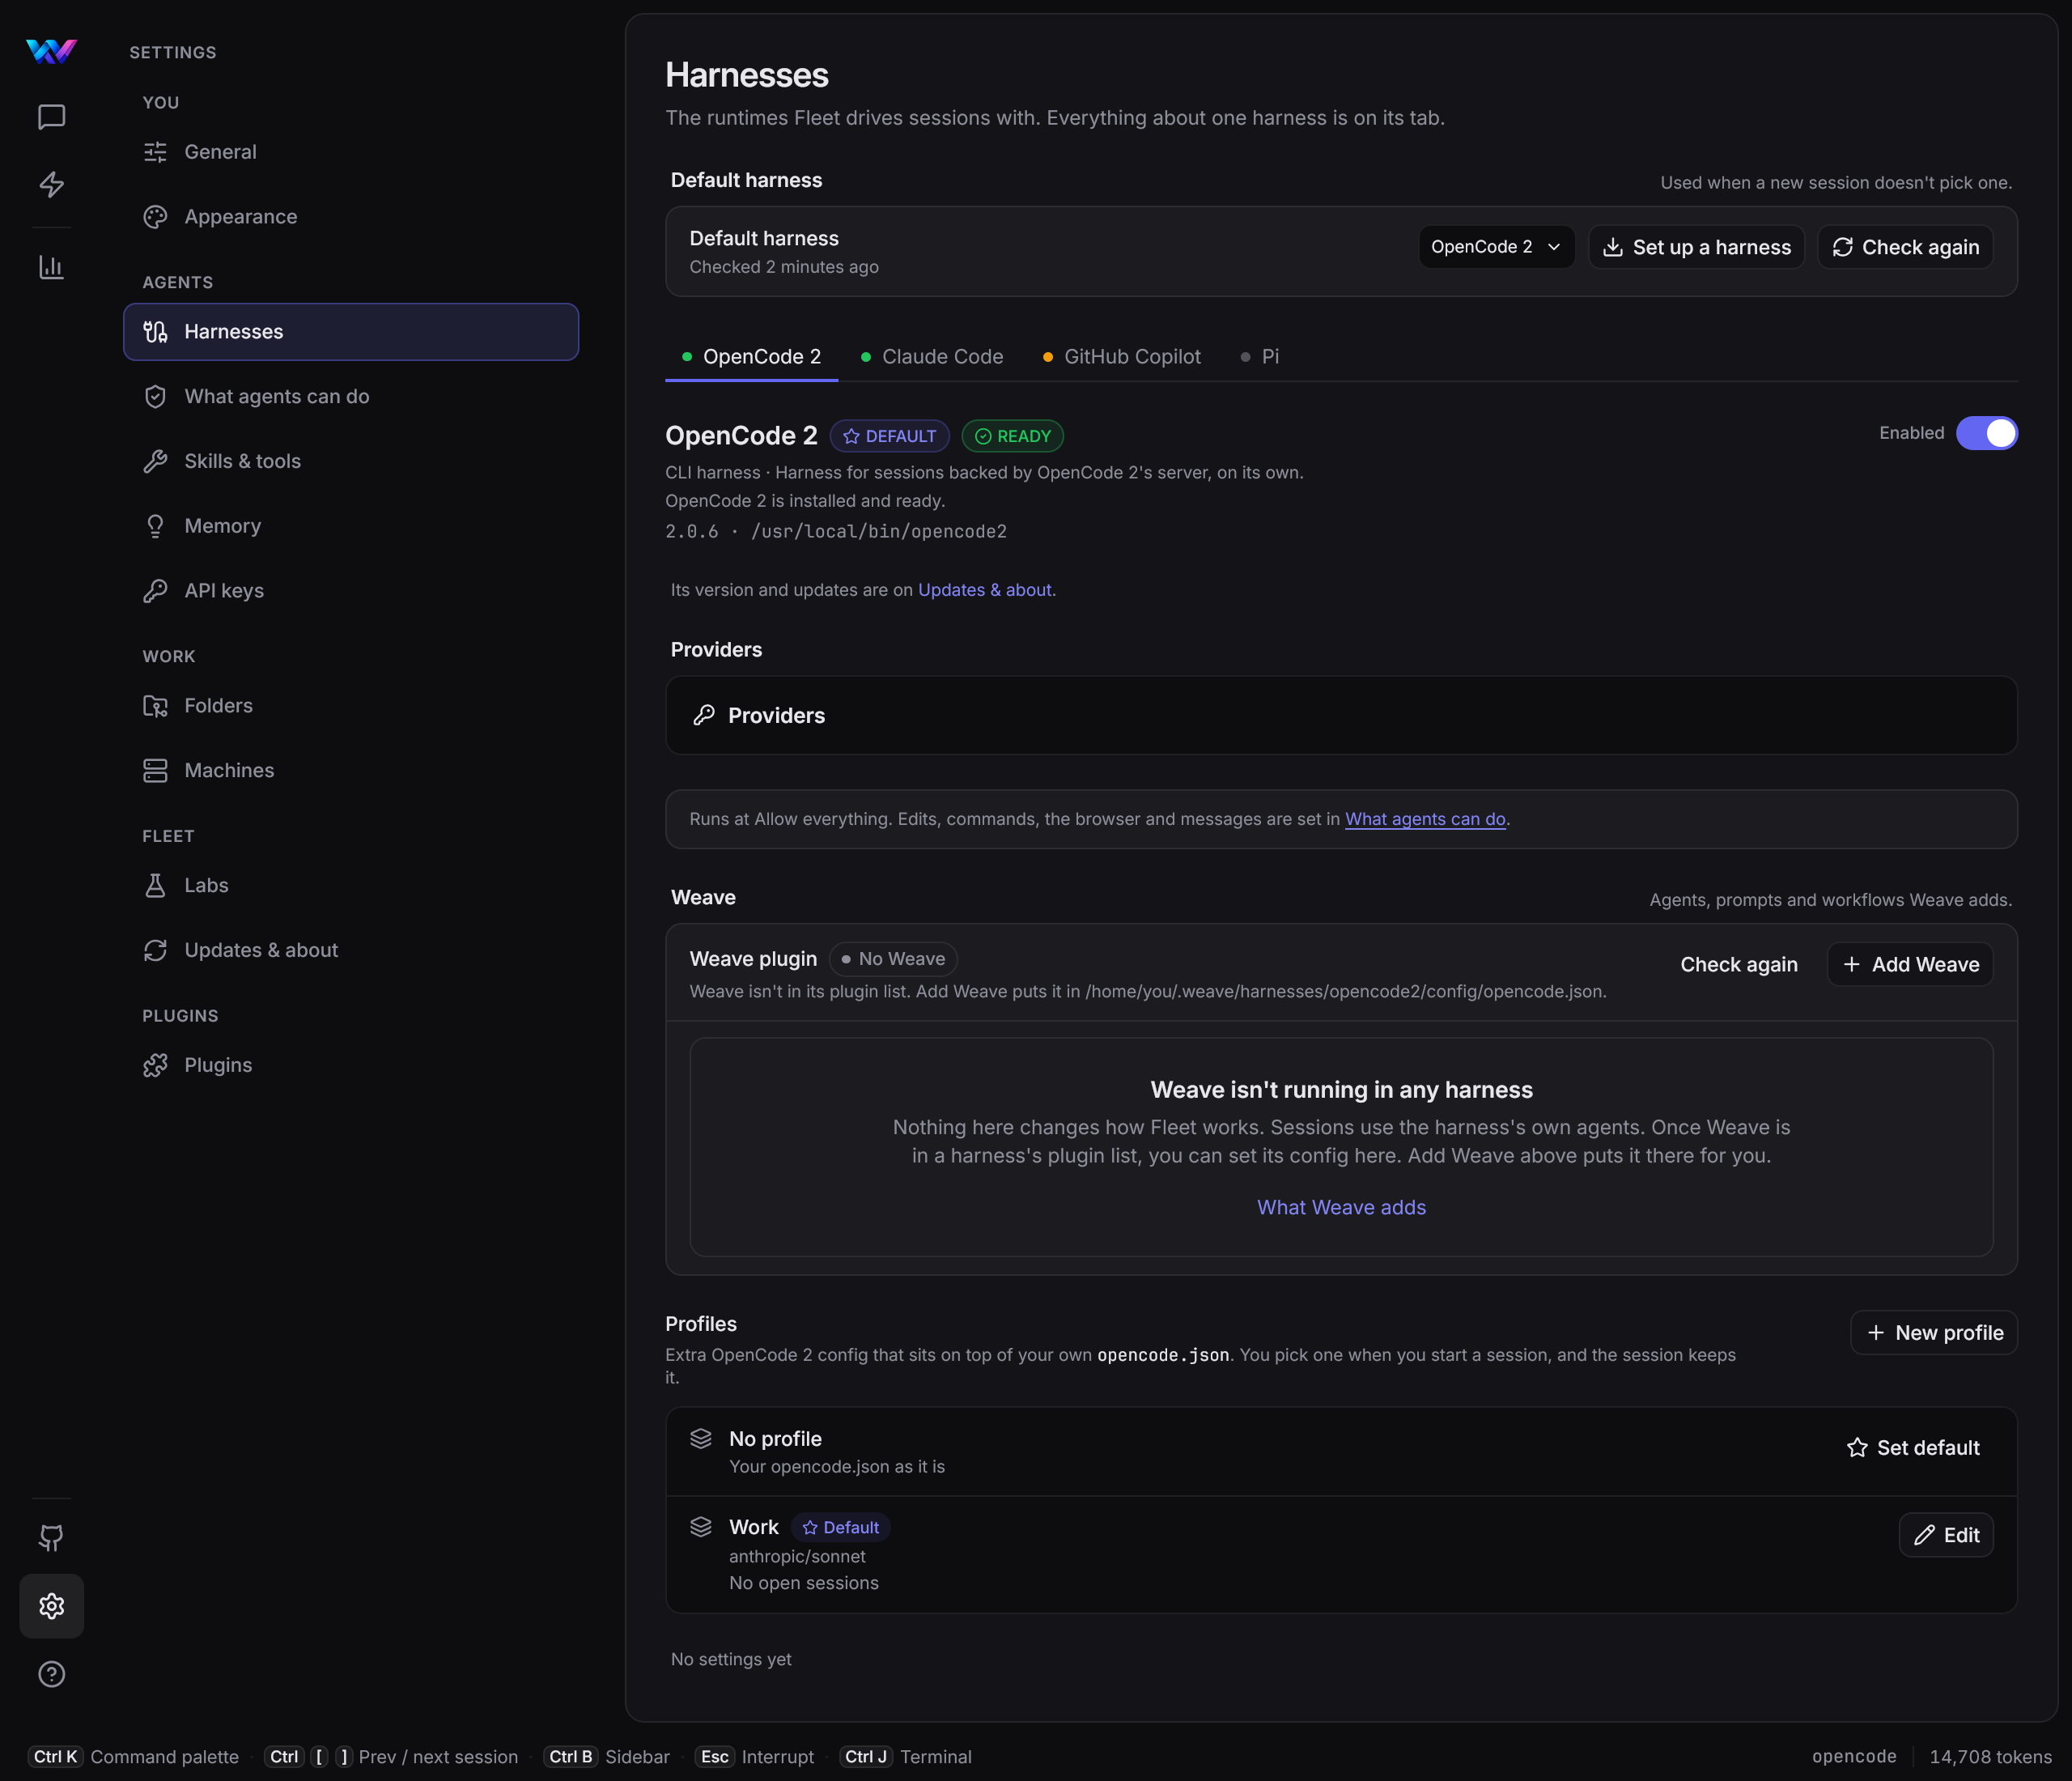 SETTINGS
YOU
General
Appearance
AGENTS
Harnesses
What agents can do
Skills & tools
Memory
API keys
WORK
Folders
Machines
FLEET
Labs
Updates & about
PLUGINS
Plugins
Harnesses
The runtimes Fleet drives sessions with. Everything about one harness is on its tab.
Default harness
Used when a new session doesn't pick one.
Default harness
Checked 2 minutes ago
OpenCode 2
Set up a harness
Check again
OpenCode 2
Claude Code
GitHub Copilot
Pi
OpenCode 2
DEFAULT
READY
Enabled
CLI harness · Harness for sessions backed by OpenCode 2's server, on its own.
OpenCode 2 is installed and ready.
2.0.6 · /usr/local/bin/opencode2
Its version and updates are on Updates & about.
Providers
Providers
Runs at Allow everything. Edits, commands, the browser and messages are set in What agents can do.
Weave
Agents, prompts and workflows Weave adds.
Weave plugin
No Weave
Weave isn't in its plugin list. Add Weave puts it in /home/you/.weave/harnesses/opencode2/config/opencode.json.
Check again
Add Weave
Weave isn't running in any harness
Nothing here changes how Fleet works. Sessions use the harness's own agents. Once Weave is
in a harness's plugin list, you can set its config here. Add Weave above puts it there for you.
What Weave adds
Profiles
Extra OpenCode 2 config that sits on top of your own opencode.json. You pick one when you start a session, and the session keeps
it.
New profile
No profile
Your opencode.json as it is
Set default
Work
Default
anthropic/sonnet
No open sessions
Edit
No settings yet
Ctrl K Command palette · Ctrl [ ] Prev / next session · Ctrl B Sidebar · Esc Interrupt · Ctrl J Terminal
opencode
14,708 tokens